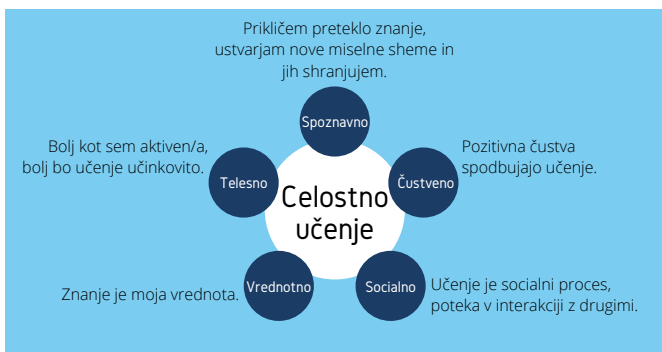 Prikličem preteklo znanje,
ustvarjam nove miselne sheme in
jih shranjujem.
Spoznavno
Bolj kot sem aktiven/a,
bolj bo učenje učinkovito.
Telesno
Čustveno
Pozitivna čustva
spodbujajo učenje.
Celostno
učenje
Znanje je moja vrednota.
Vrednotno
Socialno
Učenje je socialni proces,
poteka v interakciji z drugimi.